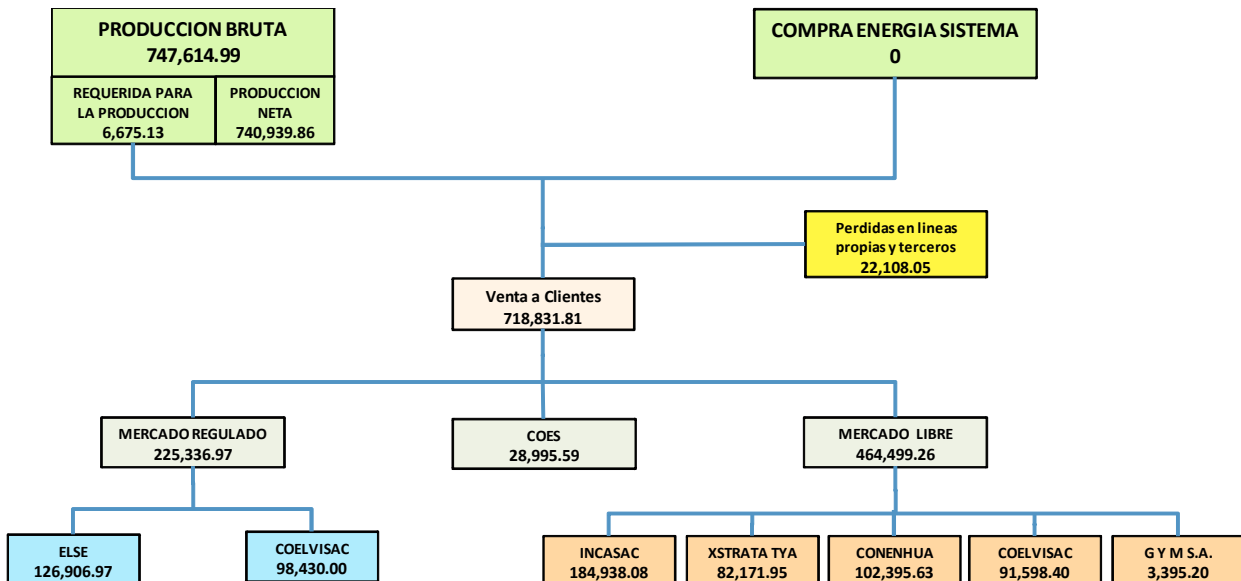 PRODUCCION BRUTA
747,614.99
COMPRA ENERGIA SISTEMA
0
REQUERIDA PARA
LA PRODUCCION
6,675.13
PRODUCCION
NETA
740,939.86
Perdidas en lineas
propias y terceros
22,108.05
Venta a Clientes
718,831.81
MERCADO REGULADO
225,336.97
COES
28,995.59
MERCADO LIBRE
464,499.26
ELSE
126,906.97
COELVISAC
98,430.00
INCASAC
184,938.08
XSTRATA TYA
82,171.95
CONENHUA
102,395.63
COELVISAC
91,598.40
G Y M S.A.
3,395.20